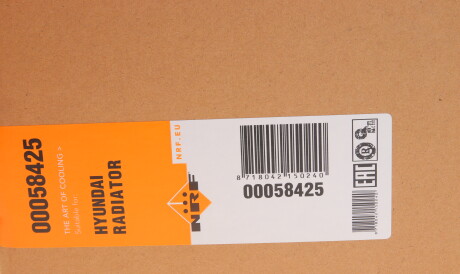 00058425
THE ART OF COOLING >
Suitable for
HYUNDAI
RADIATOR
NRF.EU
NRF
8 718042 150240
00058425
EAC